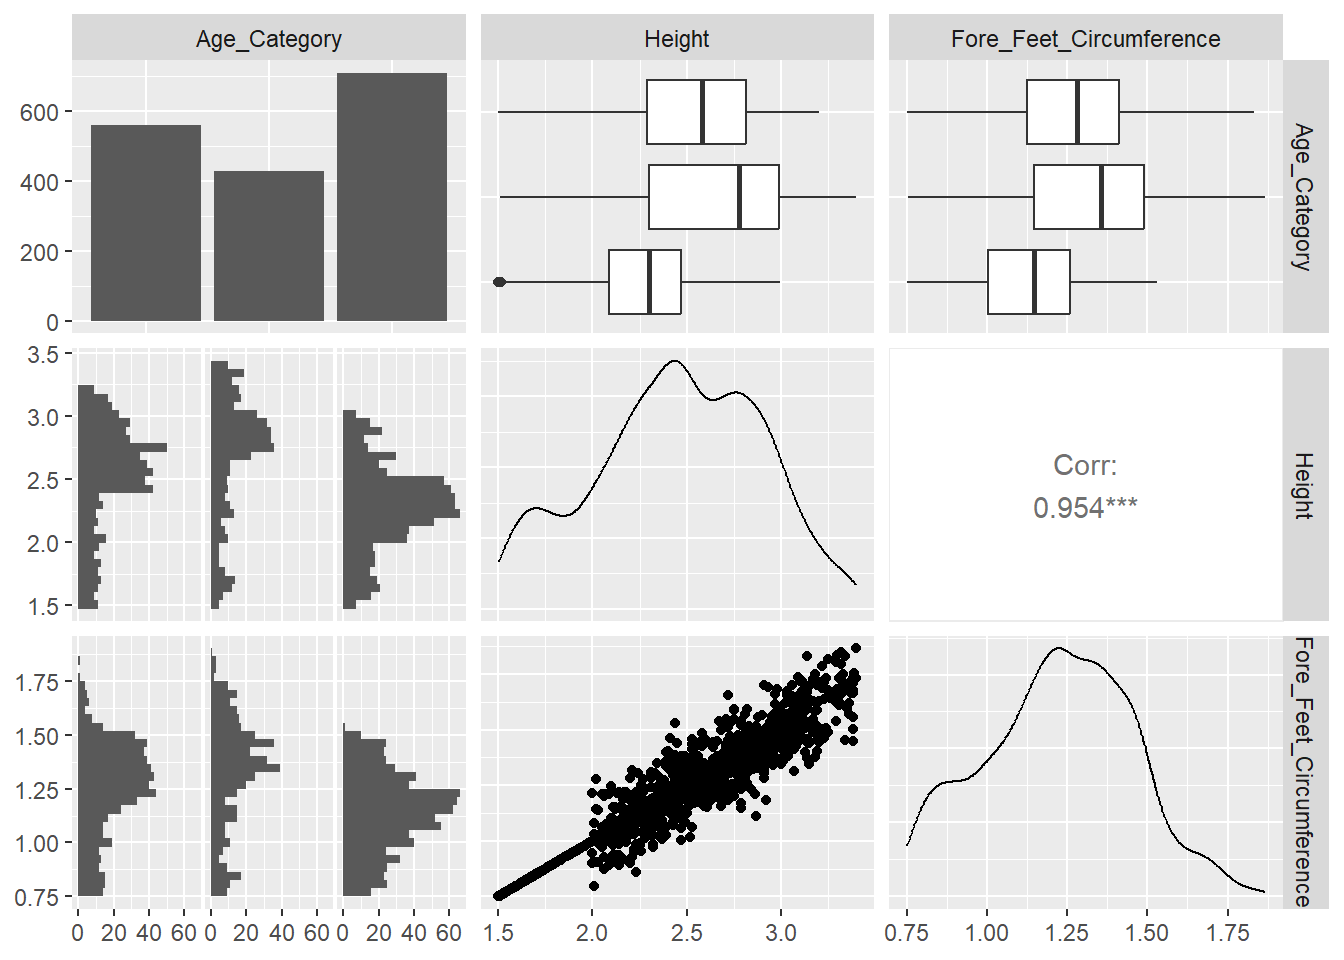 Age_Category
Height
Fore_Feet_Circumference
600
400
200
0
Age_Category
3.5
3.0
2.5
2.0
1.5
Corr:
0.954***
Height
1.75
1.50
1.25
1.00
0.75
Fore_Feet_Circumference
0 20 40 60 0 20 40 60 0 20 40 60
1.5 2.0 2.5 3.0
0.75 1.00 1.25 1.50 1.75